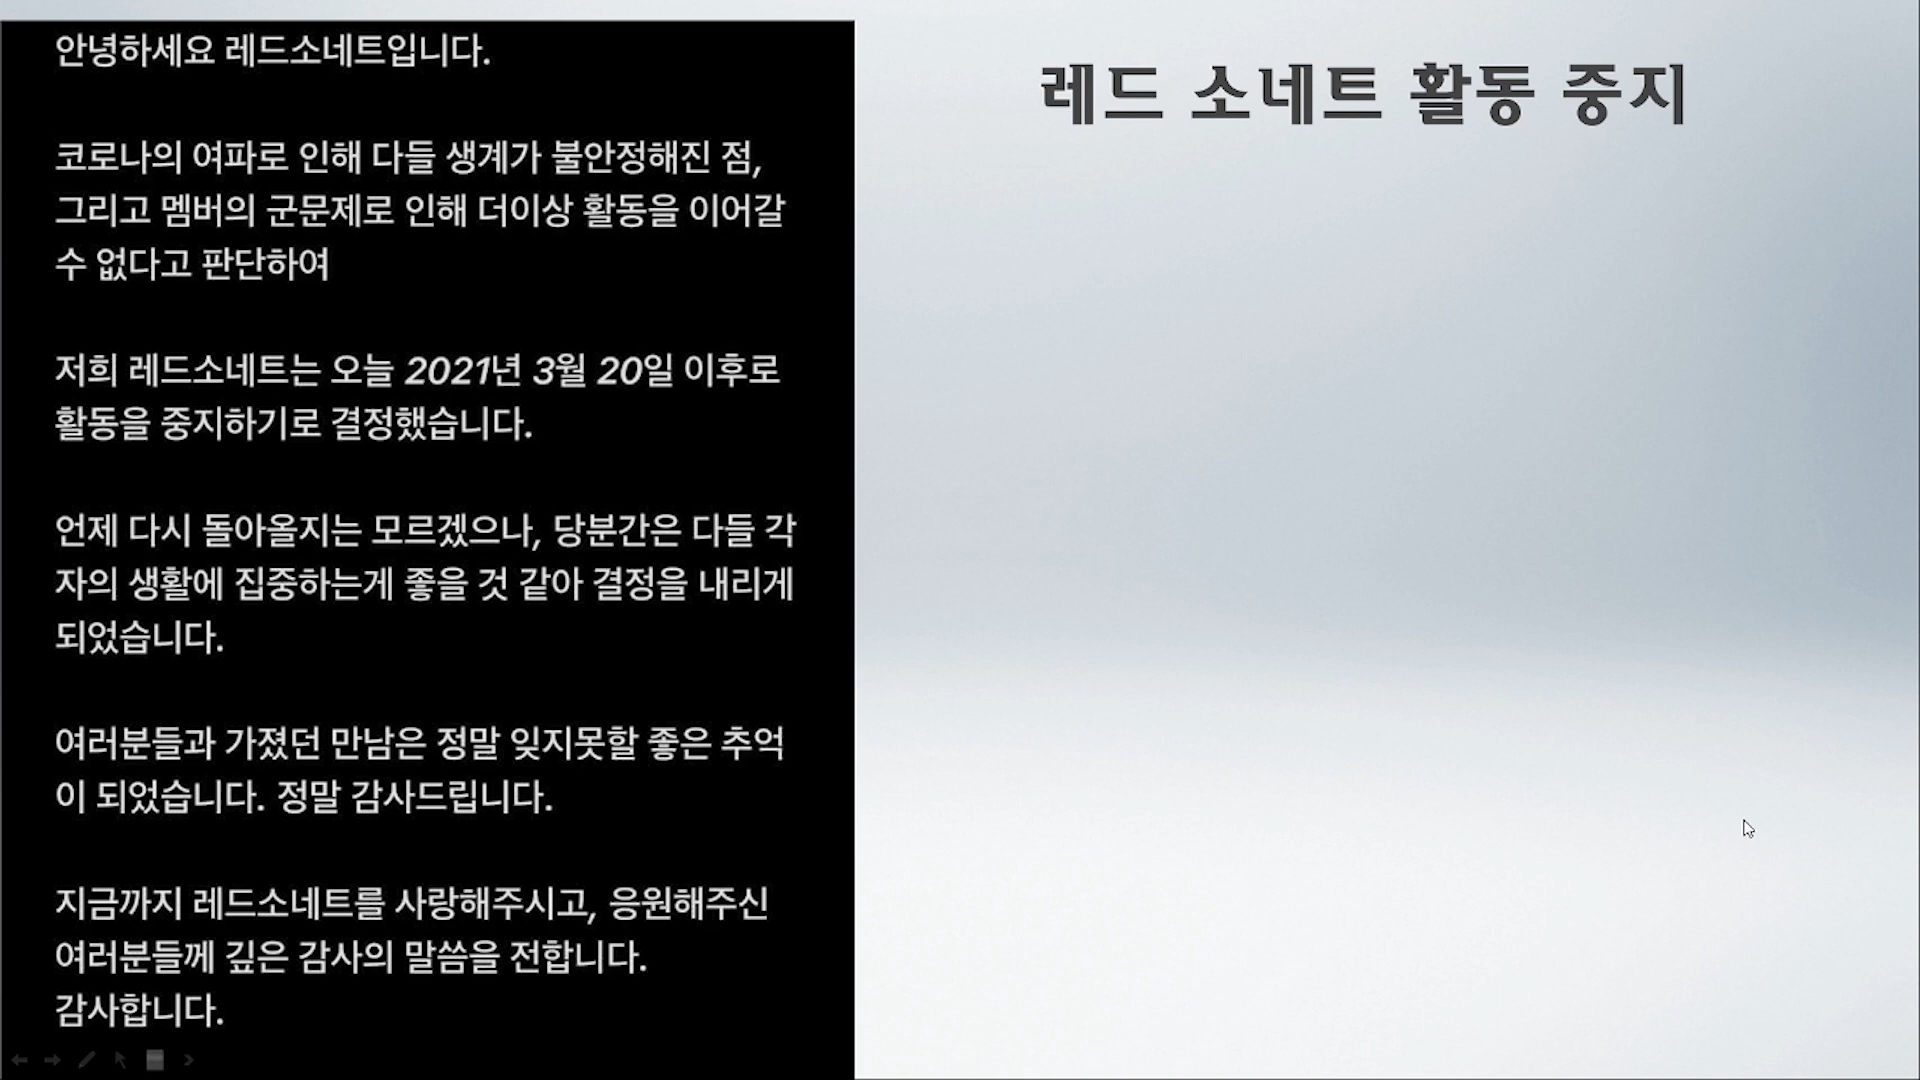 안녕하세요 레드소네트입니다.
코로나의 여파로 인해 다들 생계가 불안정해진 점,
그리고 멤버의 군문제로 인해 더이상 활동을 이어갈
수 없다고 판단하여
저희 레드소네트는 오늘 2021년 3월 20일 이후로
활동을 중지하기로 결정했습니다.
언제 다시 돌아올지는 모르겠으나, 당분간은 다들 각
자의 생활에 집중하는게 좋을 것 같아 결정을 내리게
되었습니다.
여러분들과 가졌던 만남은 정말 잊지못할 좋은 추억
이 되었습니다. 정말 감사드립니다.
지금까지 레드소네트를 사랑해주시고, 응원해주신
여러분들께 깊은 감사의 말씀을 전합니다.
감사합니다.
레드 소네트 활동 중지